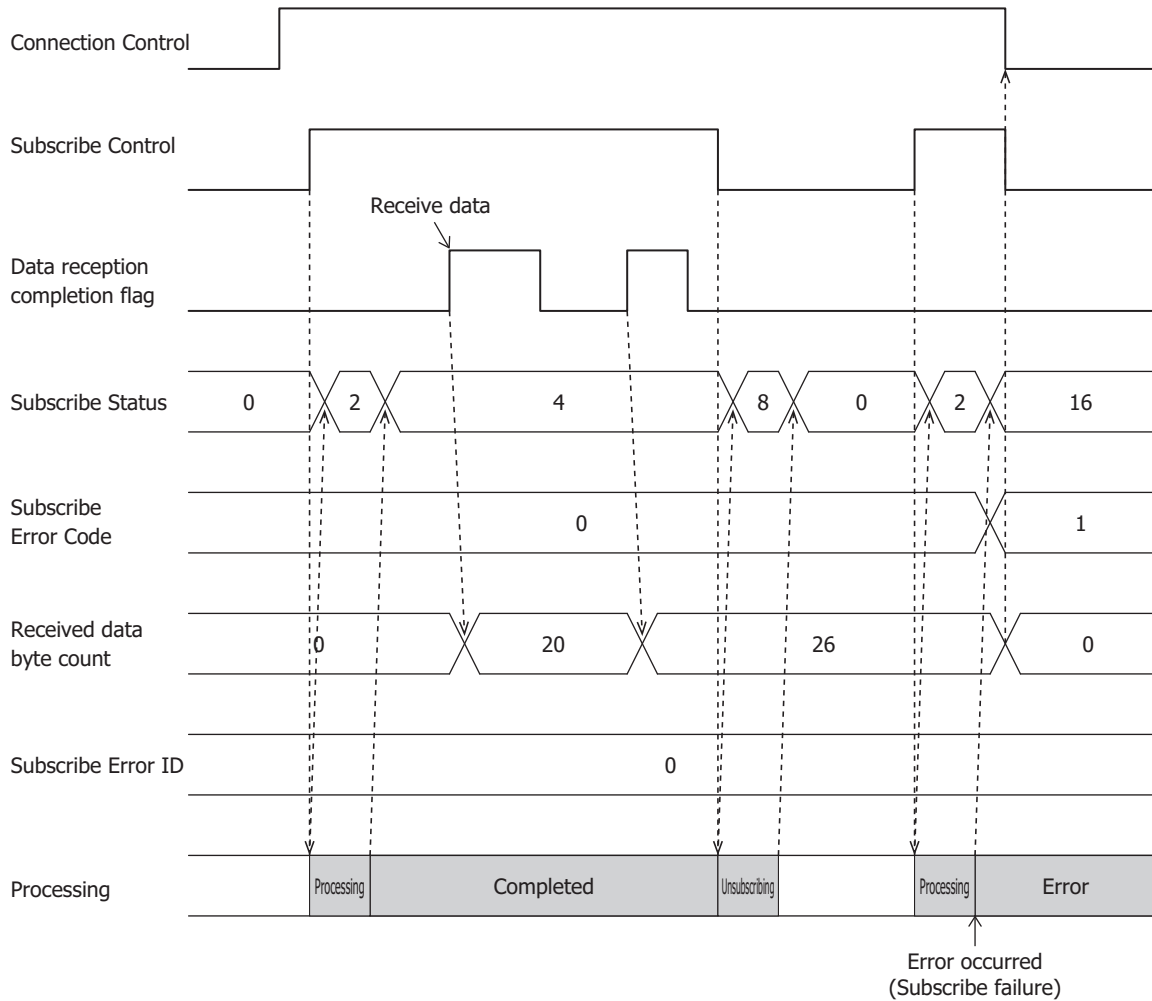 Connection Control
Subscribe Control
Receive data
Data reception
completion flag
Subscribe Status
0 2 4 8 0 2 16
Subscribe
Error Code
0 1
Received data
byte count
0 20 26 0
Subscribe Error ID
0
Processing
Processing Completed Unsubscribing Processing Error
Error occurred
(Subscribe failure)